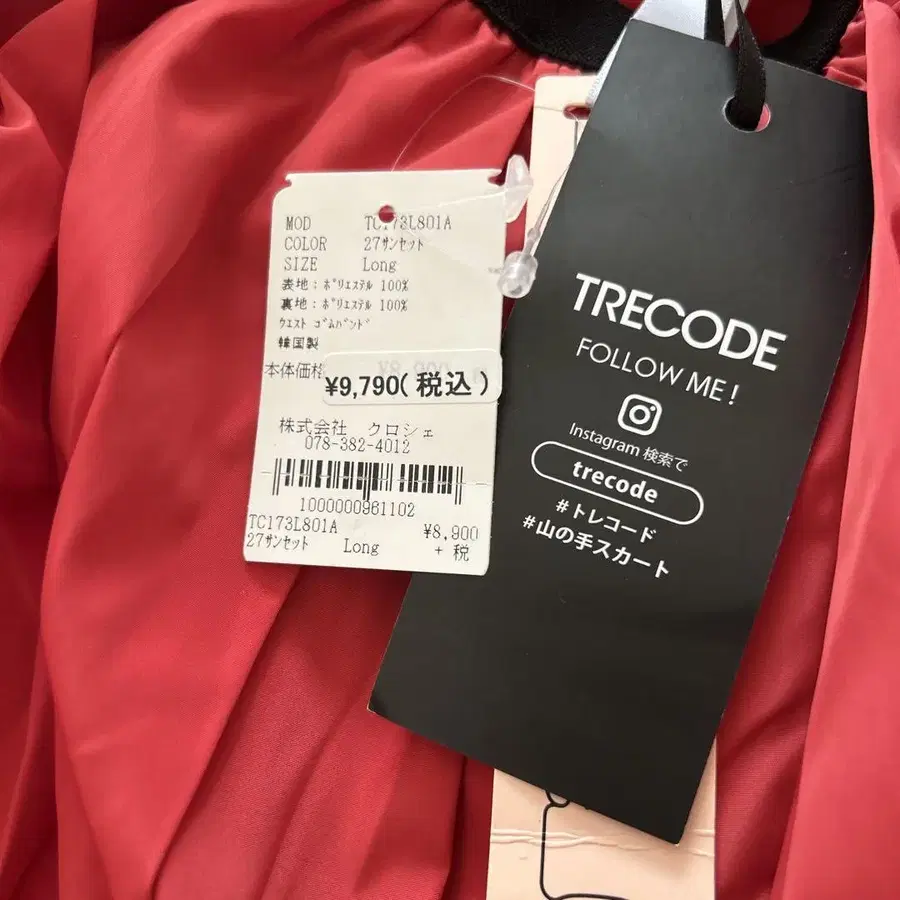 MOD TC173L801A
COLOR 27ｻﾝｾｯﾄ
SIZE Long
表地：ﾎﾟﾘｴｽﾃﾙ 100%
裏地：ﾎﾟﾘｴｽﾃﾙ 100%
ｳｴｽﾄ ｺﾞﾑﾊﾞﾝﾄﾞ
韓国製
本体価格
¥9,790(税込)
株式会社 クロシェ
078-382-4012
1000000961102
TC173L801A ¥8,900
27ｻﾝｾｯﾄ Long + 税
TRECODE
FOLLOW ME!
Instagram 検索で
trecode
#トレコード
#山の手スカート